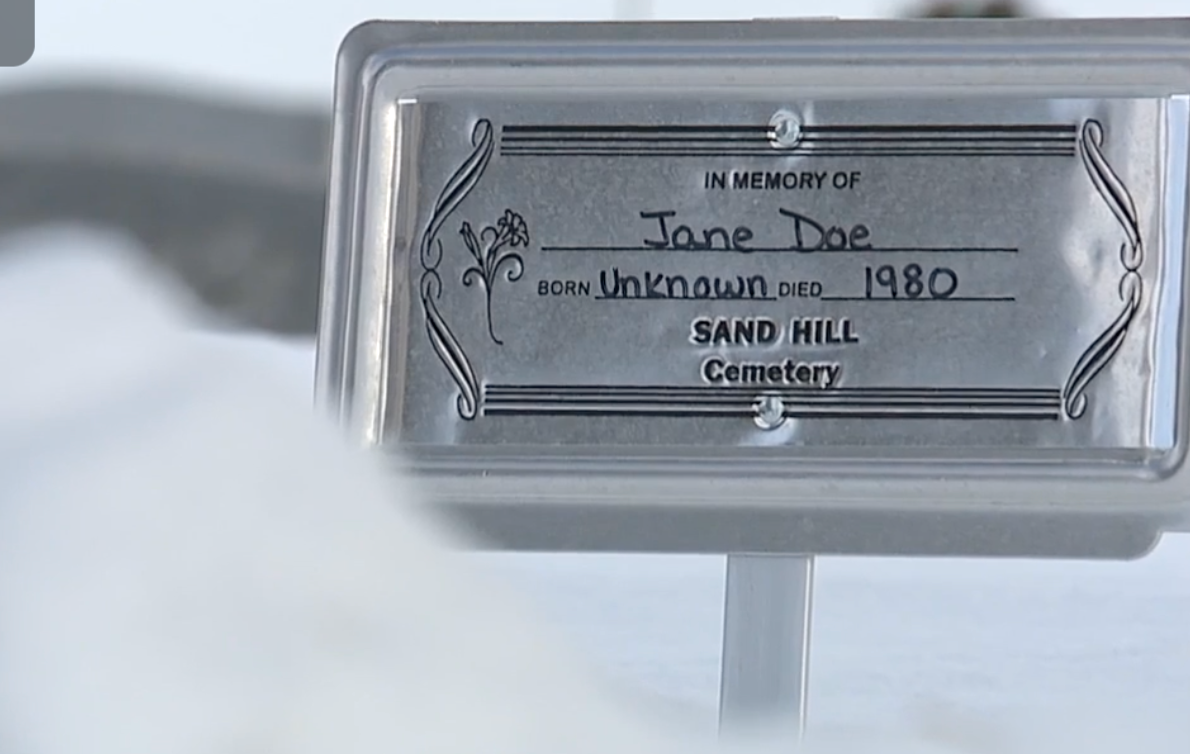 IN MEMORY OF
Jane Doe
BORN Unknown DIED 1980
SAND HILL
Cemetery